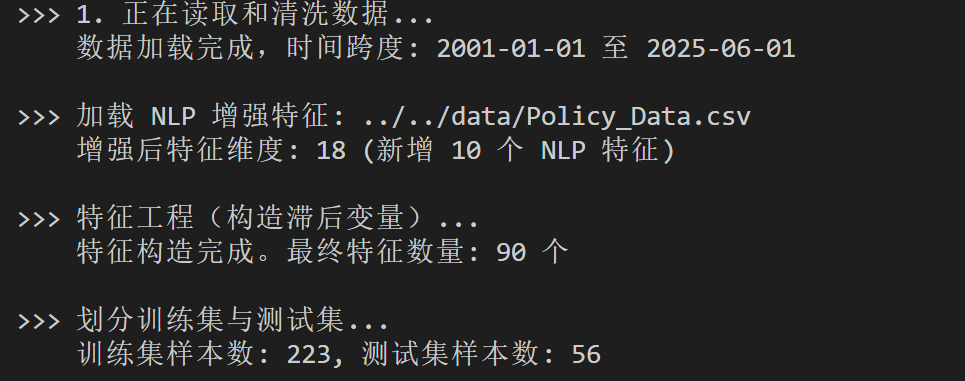 >>> 1. 正在读取和清洗数据...
数据加载完成，时间跨度: 2001-01-01 至 2025-06-01
>>> 加载 NLP 增强特征: ../../data/Policy_Data.csv
增强后特征维度: 18 (新增 10 个 NLP 特征)
>>> 特征工程（构造滞后变量）...
特征构造完成。最终特征数量: 90 个
>>> 划分训练集与测试集...
训练集样本数: 223, 测试集样本数: 56